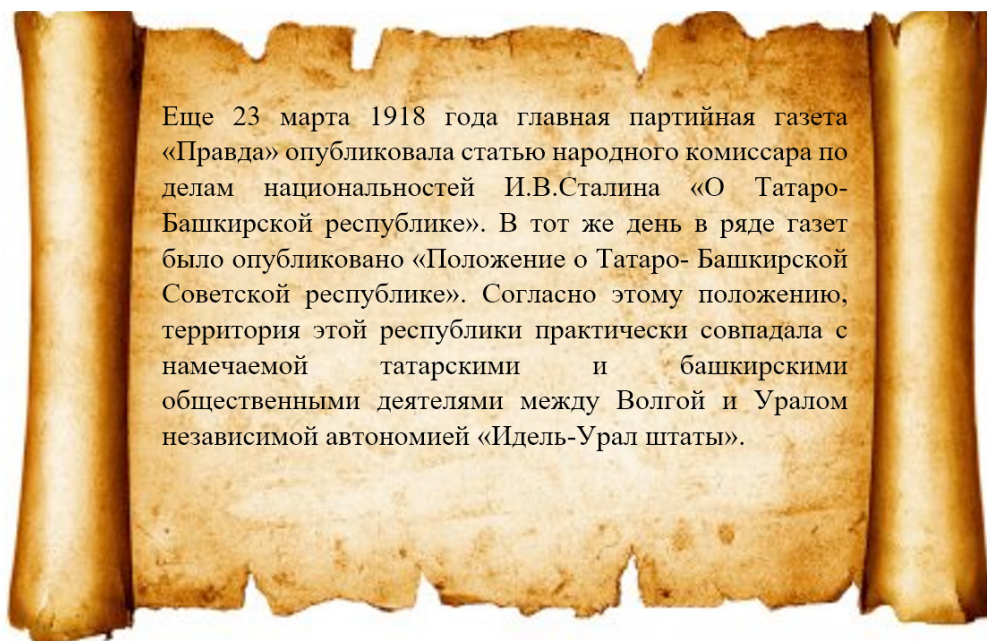 Еще 23 марта 1918 года главная партийная газета
«Правда» опубликовала статью народного комиссара по
делам национальностей И.В.Сталина «О Татаро-
Башкирской республике». В тот же день в ряде газет
было опубликовано «Положение о Татаро- Башкирской
Советской республике». Согласно этому положению,
территория этой республики практически совпадала с
намечаемой татарскими и башкирскими
общественными деятелями между Волгой и Уралом
независимой автономией «Идель-Урал штаты».